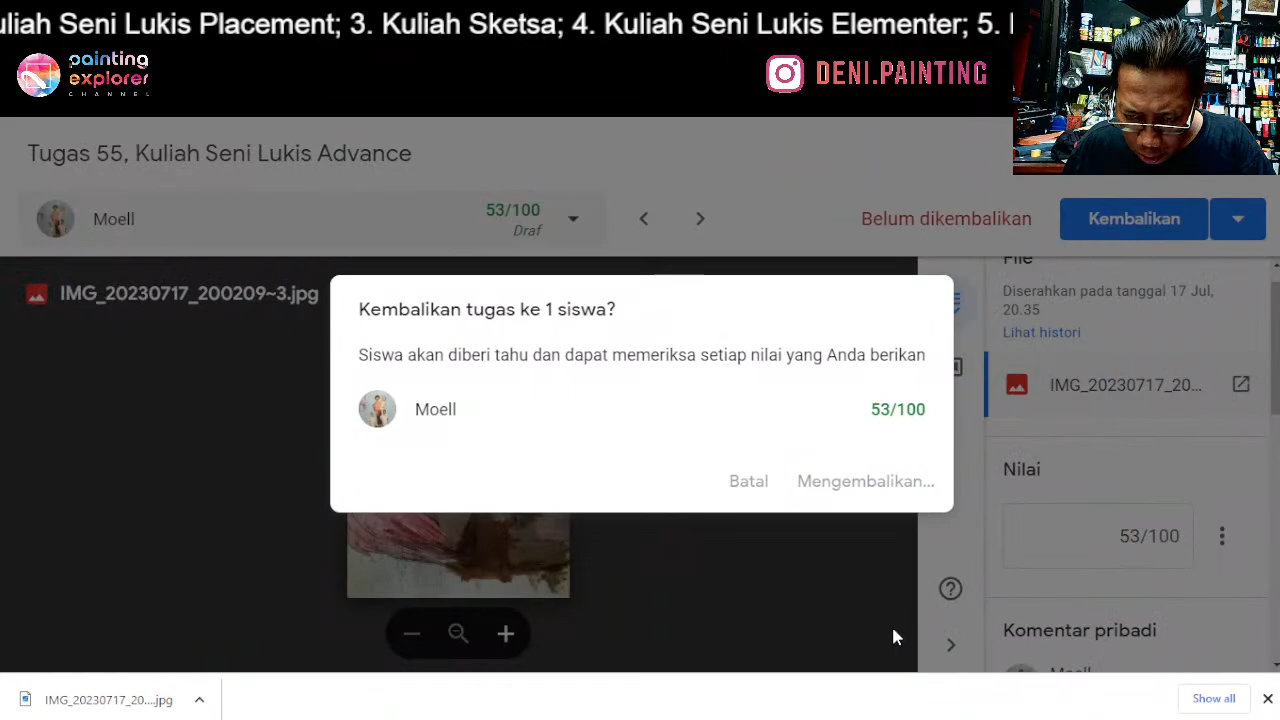 uliah Seni Lukis Placement; 3. Kuliah Sketsa; 4. Kuliah Seni Lukis Elementer; 5.
painting
explorer
CHANNEL
DENI.PAINTING
Tugas 55, Kuliah Seni Lukis Advance
Moell
53/100
Draf
Belum dikembalikan
Kembalikan
IMG_20230717_200209~3.jpg
Kembalikan tugas ke 1 siswa?
Siswa akan diberi tahu dan dapat memeriksa setiap nilai yang Anda berikan
Moell
53/100
Batal
Mengembalikan...
File
Diserahkan pada tanggal 17 Jul,
20.35
Lihat histori
IMG_20230717_20...
Nilai
53/100
Komentar pribadi
Moell
IMG_20230717_20....jpg
Show all